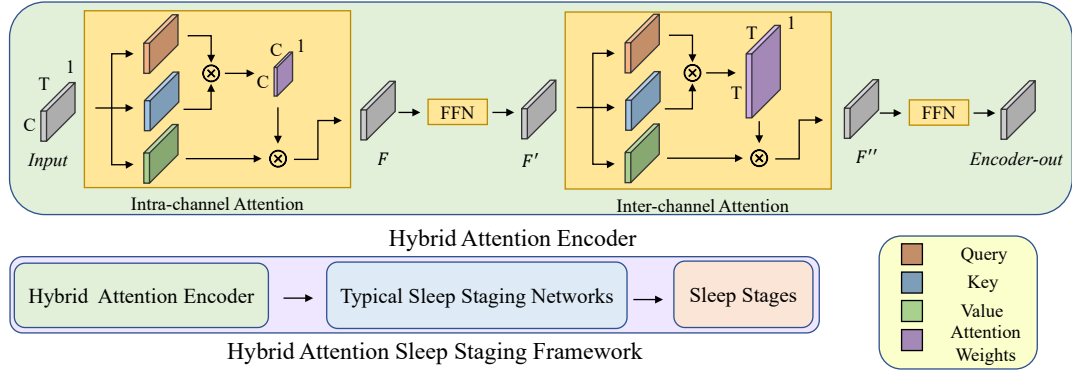 C
T
1
Input
C
C
1
Intra-channel Attention
F
FFN
F′
T
T
1
Inter-channel Attention
F′′
FFN
Encoder-out
Hybrid Attention Encoder
Hybrid Attention Encoder
Typical Sleep Staging Networks
Sleep Stages
Hybrid Attention Sleep Staging Framework
Query
Key
Value
Attention
Weights